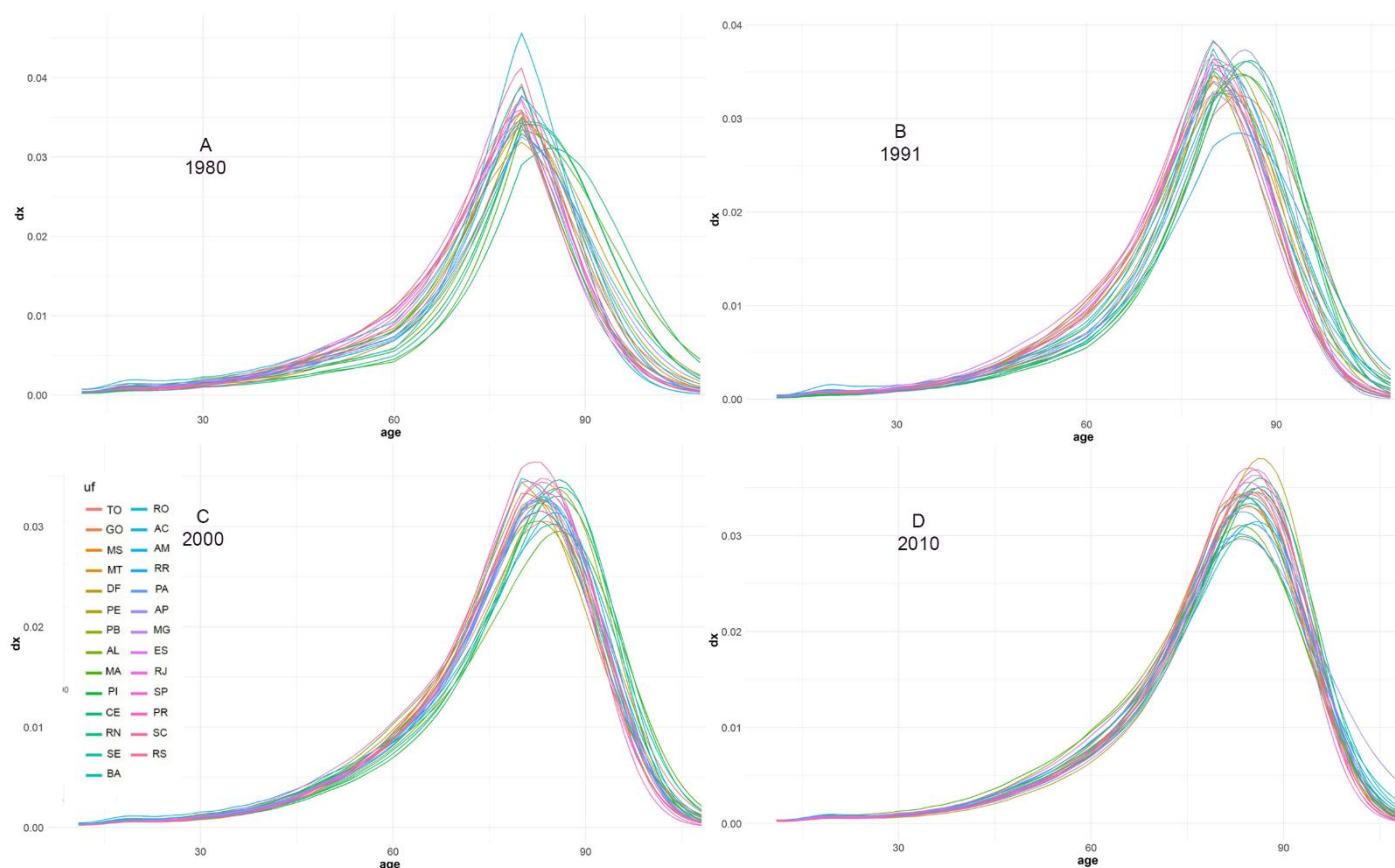 A
1980
0.04
0.03
0.02
0.01
0.00
dx
30
60
90
age
B
1991
0.04
0.03
0.02
0.01
0.00
dx
30
60
90
age
C
2000
uf
TO RO
GO AC
MS AM
MT RR
DF PA
PE AP
PB MG
AL ES
MA RJ
PI SP
CE PR
RN SC
SE RS
BA
0.03
0.02
0.01
0.00
dx
30
60
90
age
D
2010
0.03
0.02
0.01
0.00
dx
30
60
90
age